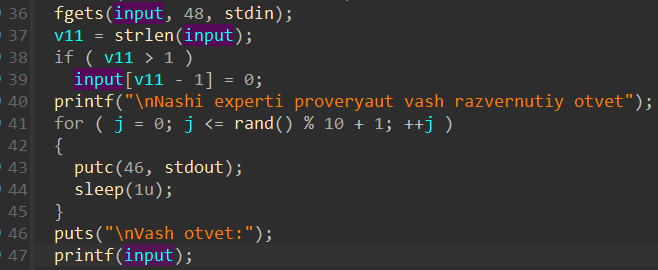 36 fgets(input, 48, stdin);
37 v11 = strlen(input);
38 if ( v11 > 1 )
39 input[v11 - 1] = 0;
40 printf("\nNashi experti proveryaut vash razvernutiy otvet");
41 for ( j = 0; j <= rand() % 10 + 1; ++j )
42 {
43 putc(46, stdout);
44 sleep(1u);
45 }
46 puts("\nVash otvet:");
47 printf(input);